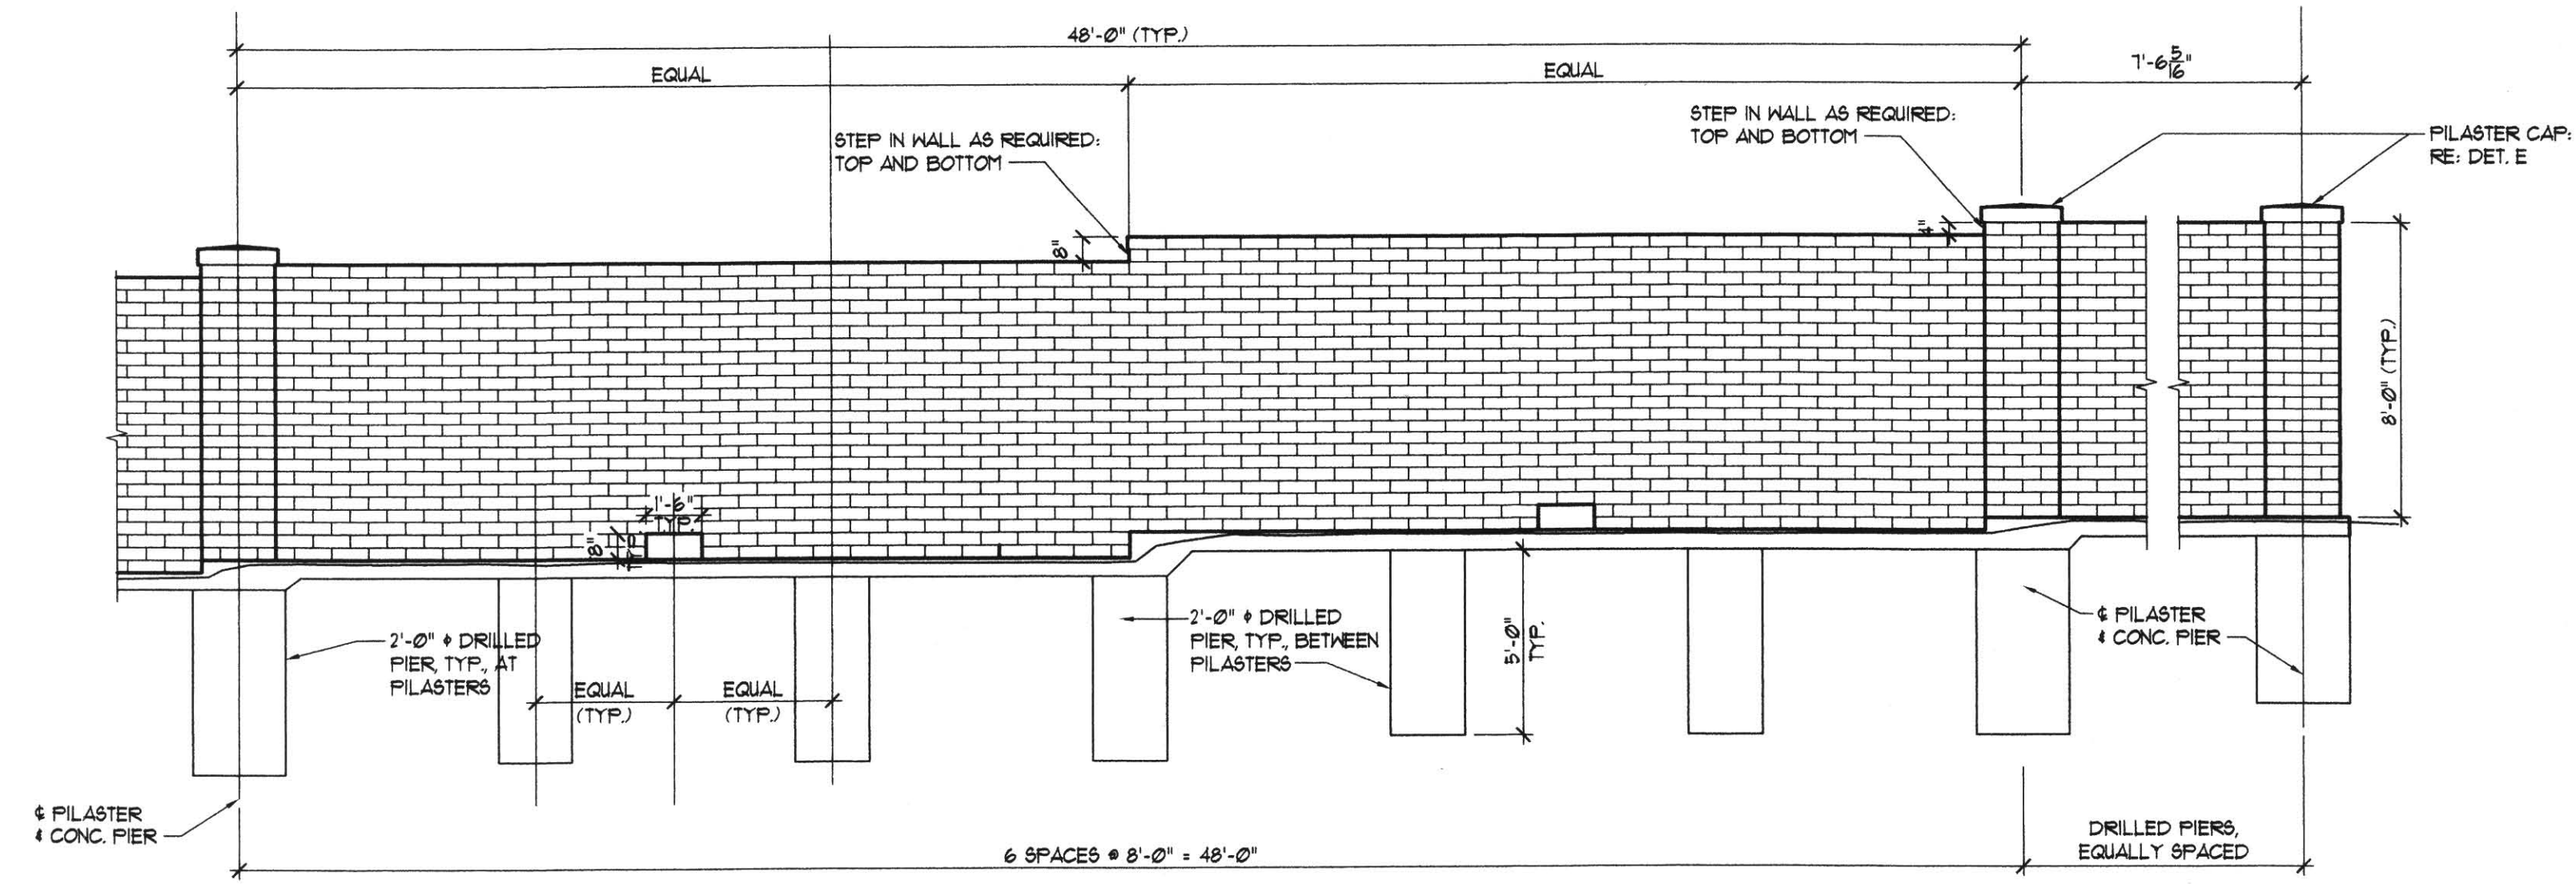 48'-0" (TYP.)
EQUAL
EQUAL
7'-6 5/16"
STEP IN WALL AS REQUIRED:
TOP AND BOTTOM
STEP IN WALL AS REQUIRED:
TOP AND BOTTOM
PILASTER CAP:
RE: DET. E
8"
4"
8'-0" (TYP.)
1'-6"
TYP.
8"
TYP.
2'-0" ϕ DRILLED
PIER, TYP., AT
PILASTERS
EQUAL
(TYP.)
EQUAL
(TYP.)
2'-0" ϕ DRILLED
PIER, TYP., BETWEEN
PILASTERS
5'-0"
TYP.
℄ PILASTER
& CONC. PIER
℄ PILASTER
& CONC. PIER
6 SPACES @ 8'-0" = 48'-0"
DRILLED PIERS,
EQUALLY SPACED